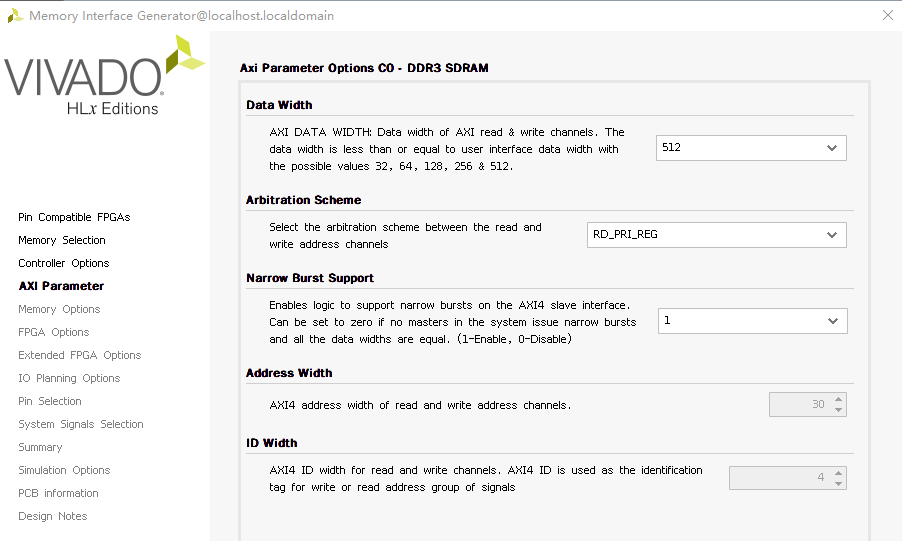 Memory Interface Generator@localhost.localdomain
VIVADO.
HLx Editions
Pin Compatible FPGAs
Memory Selection
Controller Options
AXI Parameter
Memory Options
FPGA Options
Extended FPGA Options
IO Planning Options
Pin Selection
System Signals Selection
Summary
Simulation Options
PCB information
Design Notes
Axi Parameter Options C0 - DDR3 SDRAM
Data Width
AXI DATA WIDTH: Data width of AXI read & write channels. The
data width is less than or equal to user interface data width with
the possible values 32, 64, 128, 256 & 512.
512
Arbitration Scheme
Select the arbitration scheme between the read and
write address channels
RD_PRI_REG
Narrow Burst Support
Enables logic to support narrow bursts on the AXI4 slave interface.
Can be set to zero if no masters in the system issue narrow bursts
and all the data widths are equal. (1-Enable, 0-Disable)
1
Address Width
AXI4 address width of read and write address channels.
30
ID Width
AXI4 ID width for read and write channels. AXI4 ID is used as the identification
tag for write or read address group of signals
4